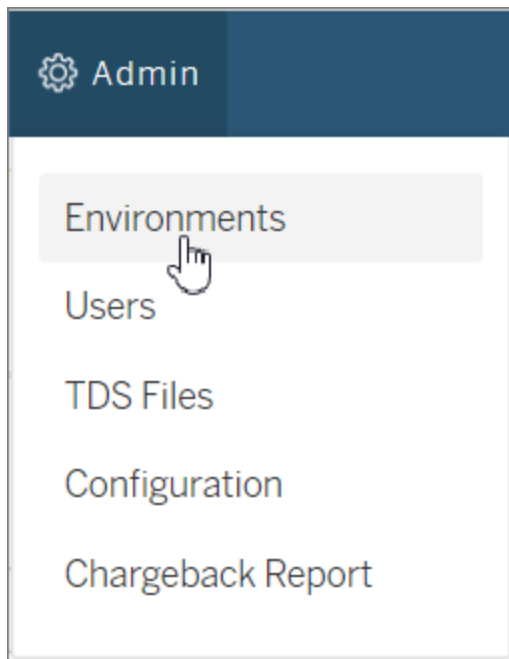 Admin
Environments
Users
TDS Files
Configuration
Chargeback Report